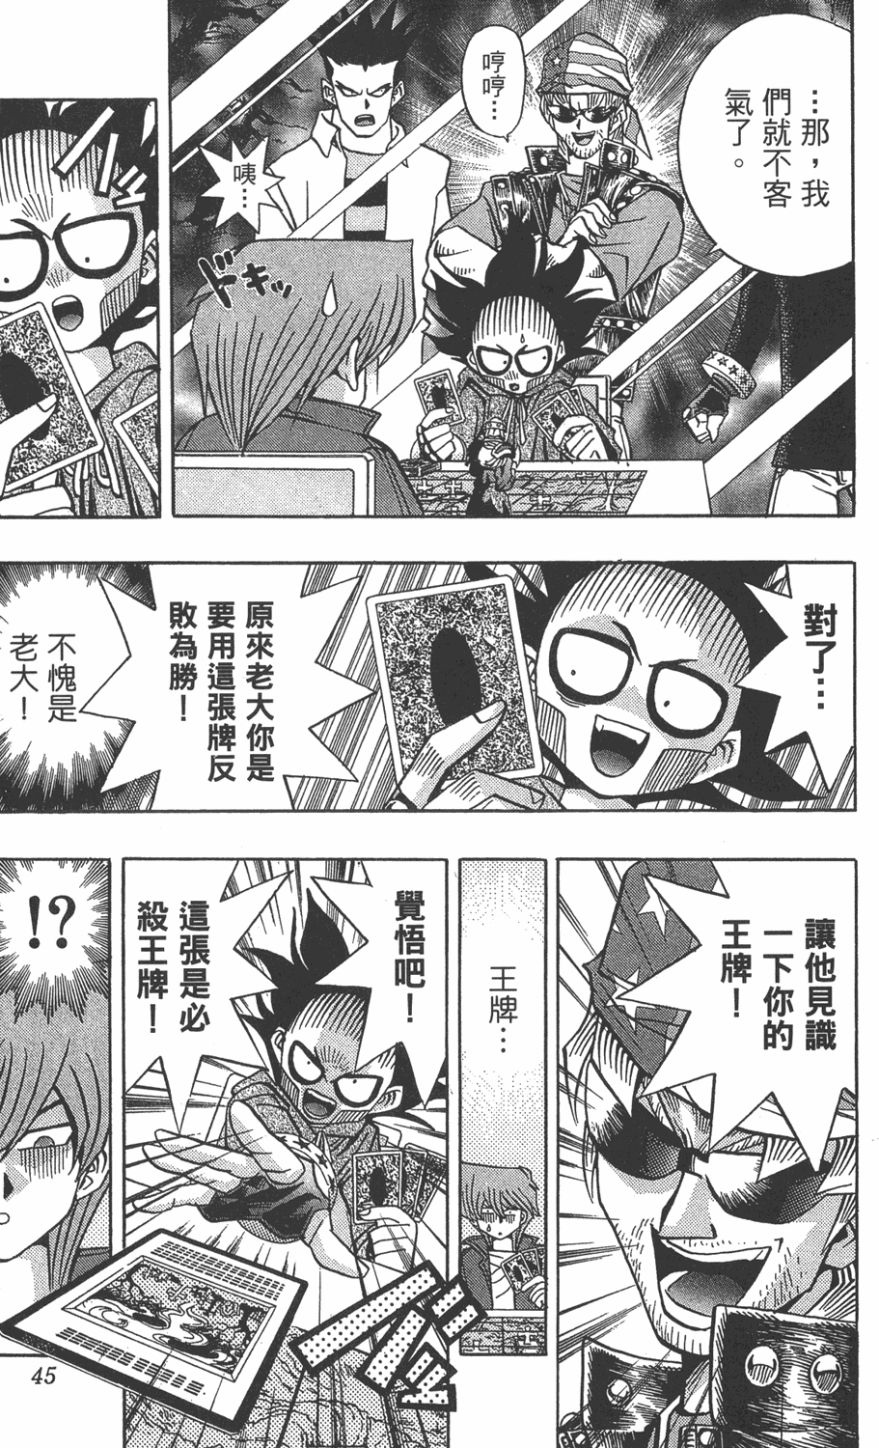 …那，我
們就不客
氣了。
哼哼…
咦…
ドキッ
對了…
原來老大你是
要用這張牌反
敗為勝！
不愧是
老大！
讓他見識
一下你的
王牌！
王牌…
覺悟吧！
這張是必
殺王牌！
!?
45